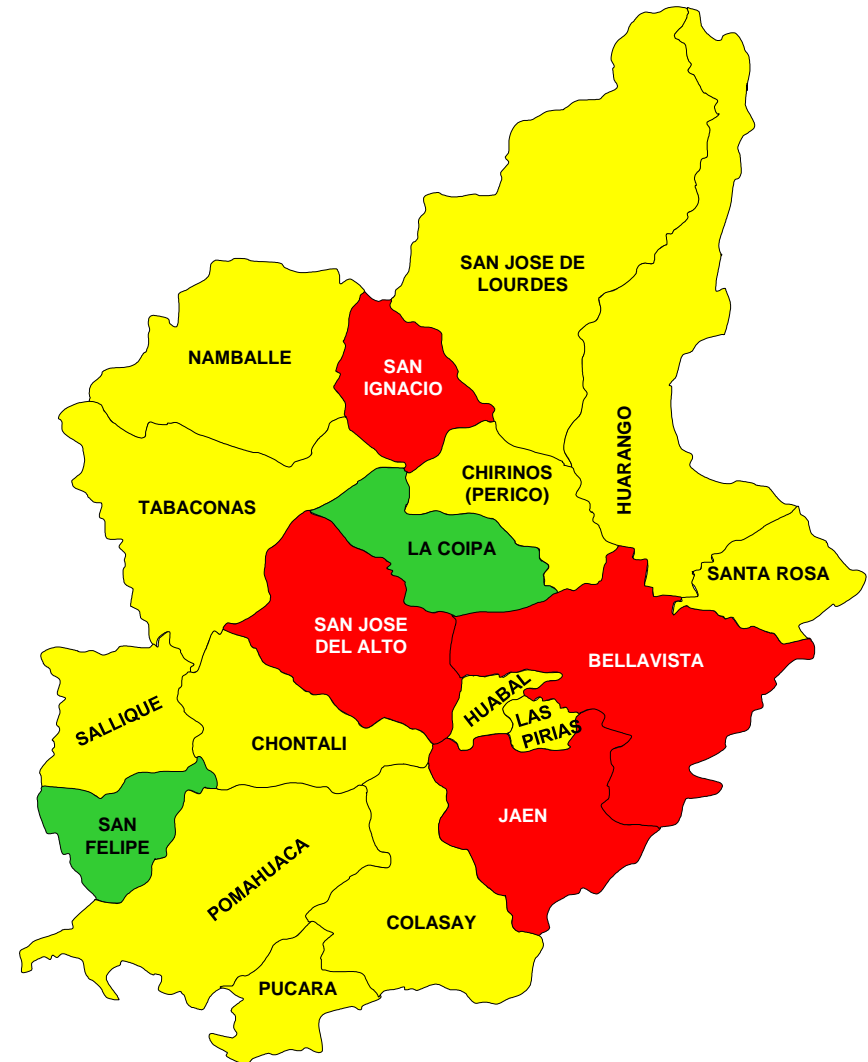 SAN JOSE DE
LOURDES
NAMBALLE
SAN
IGNACIO
HUARANGO
CHIRINOS
(PERICO)
TABACONAS
LA COIPA
SANTA ROSA
SAN JOSE
DEL ALTO
BELLAVISTA
HUABAL
SALLIQUE
LAS
PIRIAS
CHONTALI
JAEN
SAN
FELIPE
POMAHUACA
COLASAY
PUCARA